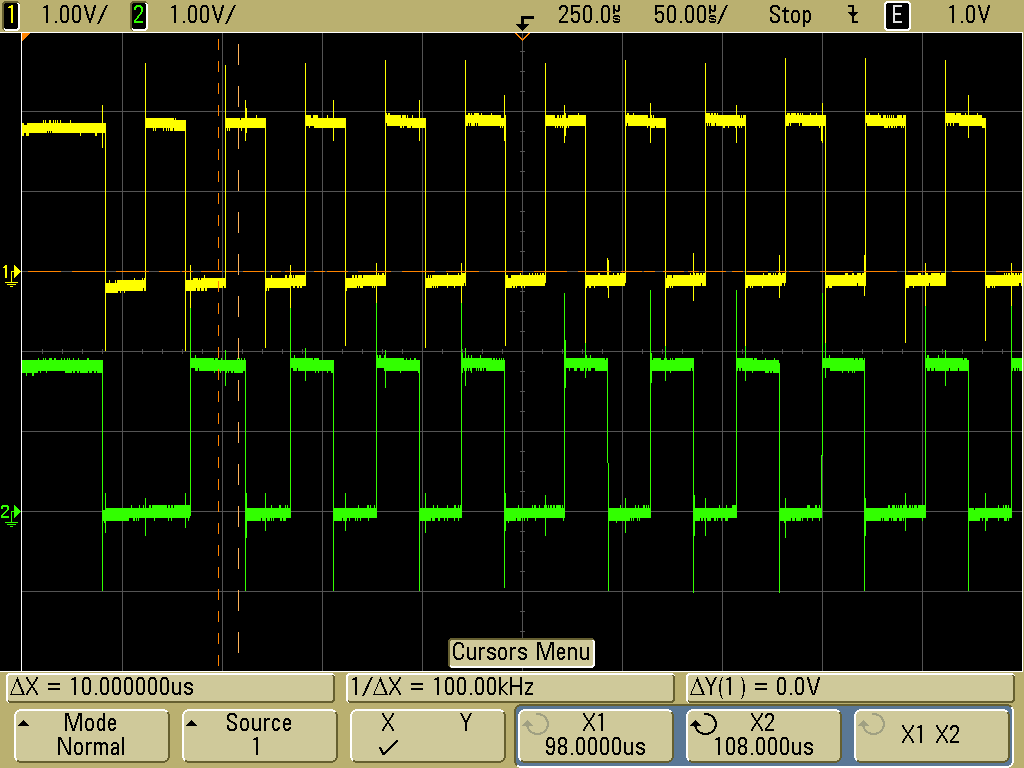 1 1.00V/ 2 1.00V/ 250.0µs 50.00µs/ Stop E 1.0V
1
2
Cursors Menu
ΔX = 10.000000us 1/ΔX = 100.00kHz ΔY(1) = 0.0V
Mode Source X Y X1 X2 X1 X2
Normal 1 ✓ 98.0000us 108.000us